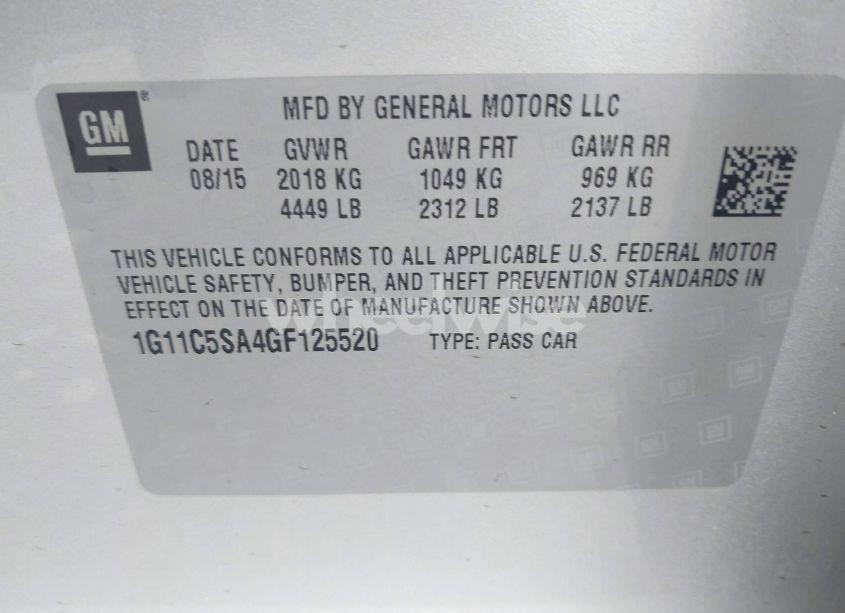 GM ®
MFD BY GENERAL MOTORS LLC
DATE GVWR GAWR FRT GAWR RR
08/15 2018 KG 1049 KG 969 KG
4449 LB 2312 LB 2137 LB
THIS VEHICLE CONFORMS TO ALL APPLICABLE U.S. FEDERAL MOTOR
VEHICLE SAFETY, BUMPER, AND THEFT PREVENTION STANDARDS IN
EFFECT ON THE DATE OF MANUFACTURE SHOWN ABOVE.
wheelwise
1G11C5SA4GF125520 TYPE: PASS CAR